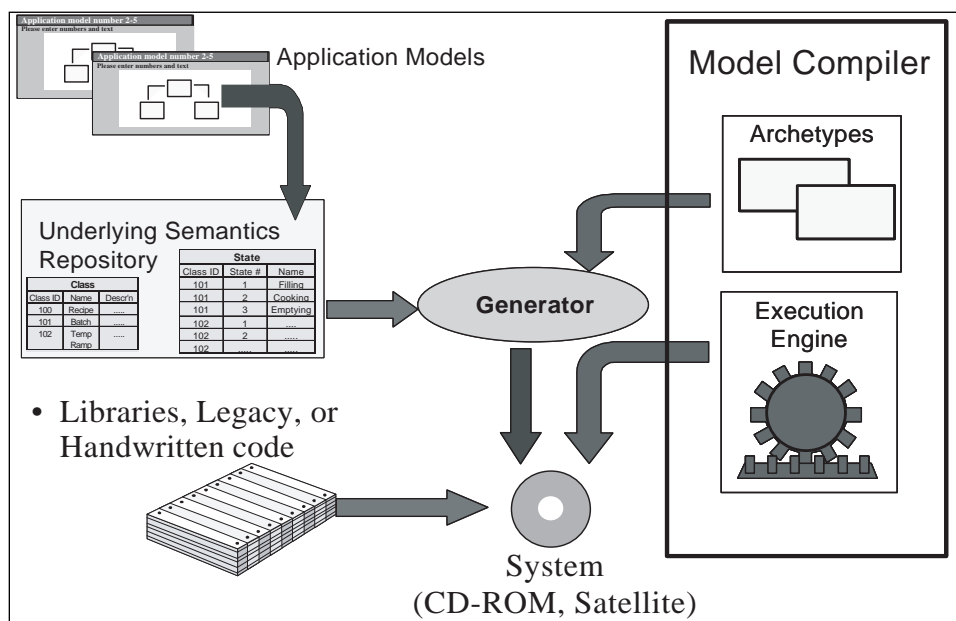 Application model number 2-5
Please enter numbers and text
Application model number 2-5
Please enter numbers and text
Application Models
Underlying Semantics
Repository
Class
Class ID Name Descr'n
100 Recipe .....
101 Batch .....
102 Temp Ramp .....
State
Class ID State # Name
101 1 Filling
101 2 Cooking
101 3 Emptying
102 1 ....
102 2 .....
102 ..... .....
Generator
Model Compiler
Archetypes
Execution
Engine
• Libraries, Legacy, or
Handwritten code
System
(CD-ROM, Satellite)